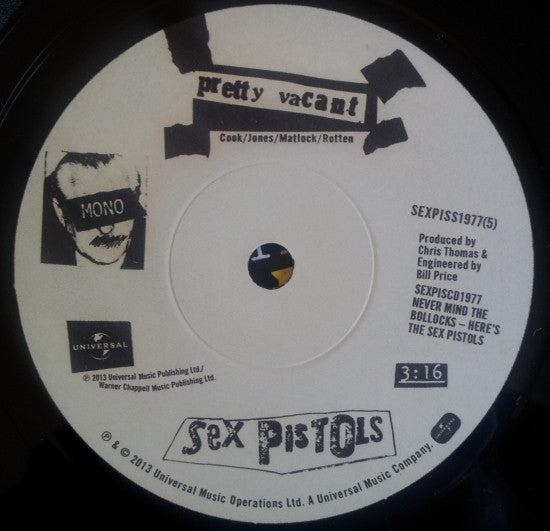 pretty vacant
Cook/Jones/Matlock/Rotten
MONO
SEXPISS1977(5)
Produced by
Chris Thomas &
Engineered by
Bill Price
SEXPISCD1977
NEVER MIND THE
BOLLOCKS – HERE'S
THE SEX PISTOLS
UNIVERSAL
℗ 2013 Universal Music Publishing Ltd./
Warner Chappell Music Publishing Ltd.
3:16
SeX PisTOLs
℗ & © 2013 Universal Music Operations Ltd. A Universal Music Company.